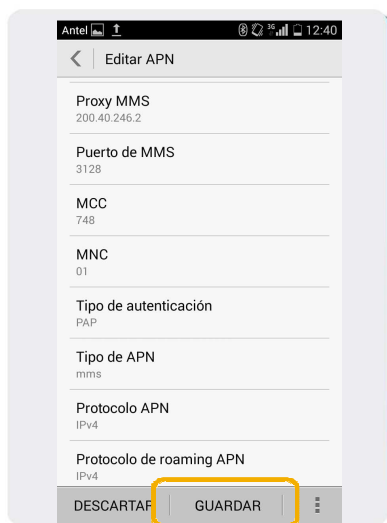 Antel 3G 12:40
Editar APN
Proxy MMS
200.40.246.2
Puerto de MMS
3128
MCC
748
MNC
01
Tipo de autenticación
PAP
Tipo de APN
mms
Protocolo APN
IPv4
Protocolo de roaming APN
IPv4
DESCARTAR GUARDAR